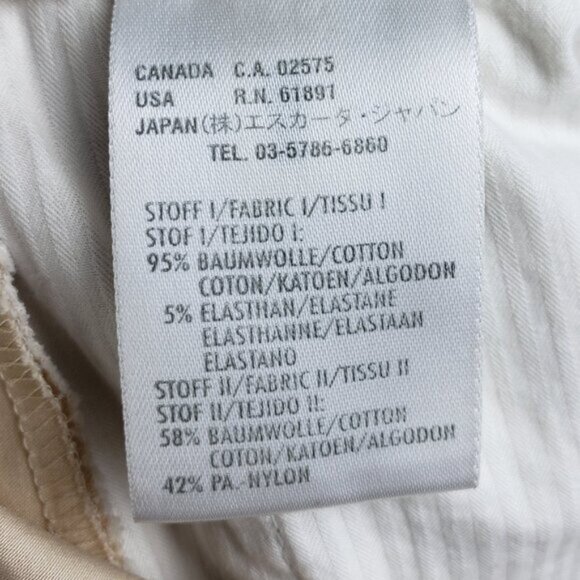 CANADA C.A. 02575
USA R.N. 61891
JAPAN (株)エスカータ・ジャパン
TEL. 03-5786-6860
STOFF I/FABRIC I/TISSU I
STOF I/TEJIDO I:
95% BAUMWOLLE/COTTON
COTON/KATOEN/ALGODON
5% ELASTHAN/ELASTANE
ELASTHANNE/ELASTAAN
ELASTANO
STOFF II/FABRIC II/TISSU II
STOF II/TEJIDO II:
58% BAUMWOLLE/COTTON
COTON/KATOEN/ALGODON
42% PA.-NYLON